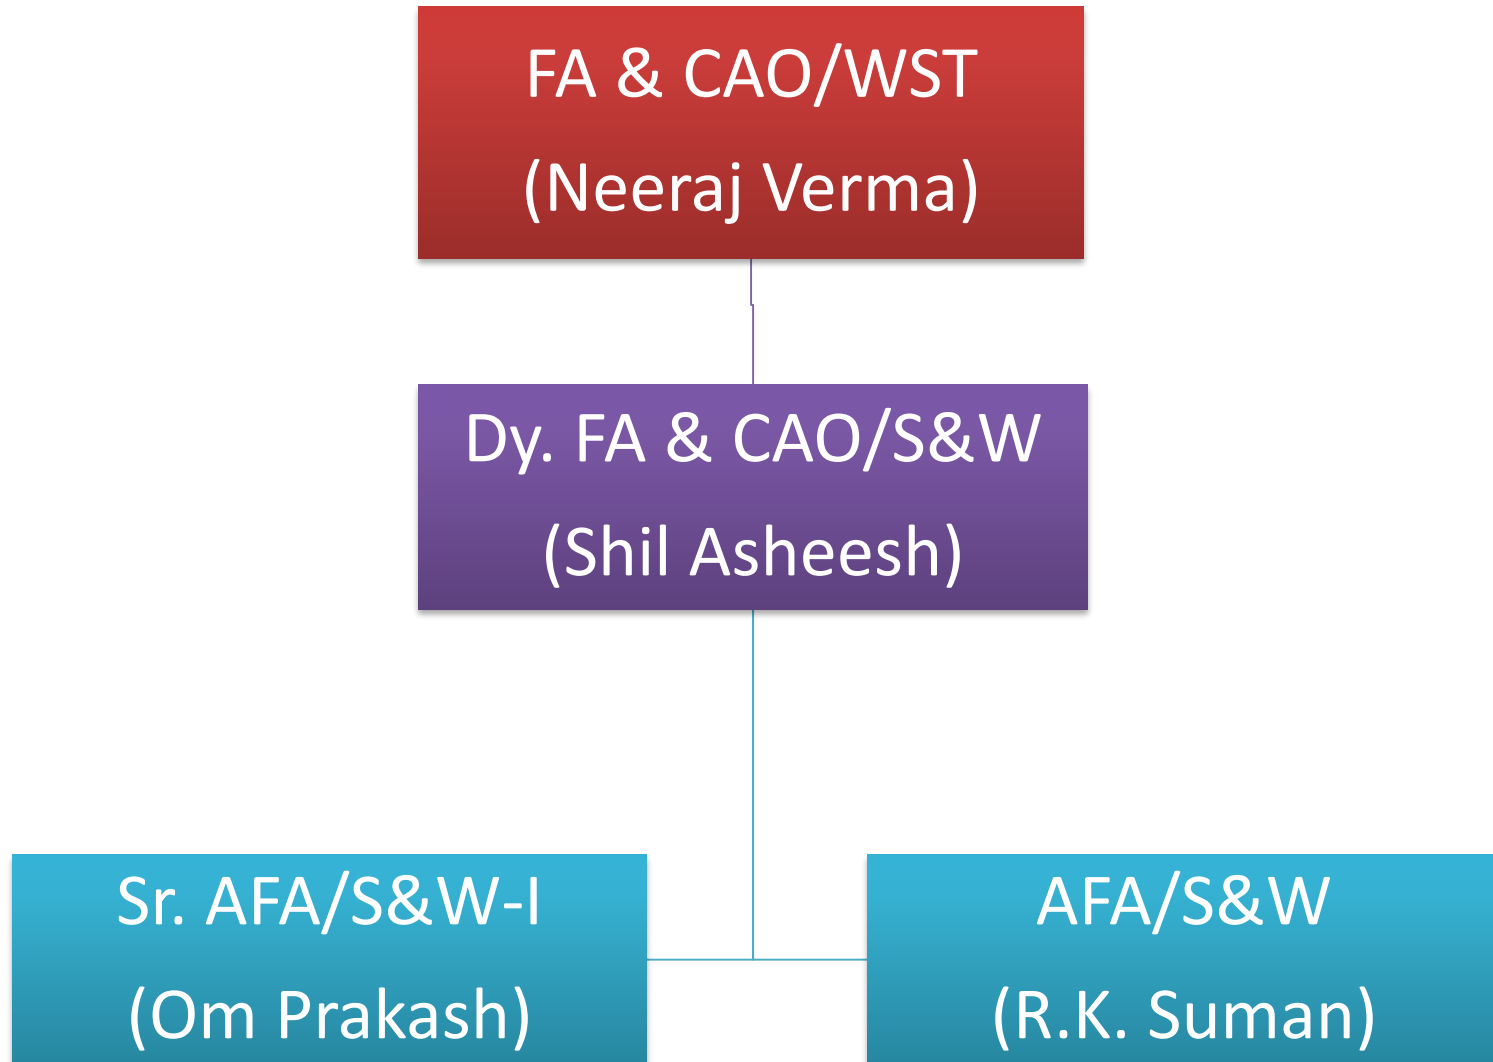 FA & CAO/WST
(Neeraj Verma)
Dy. FA & CAO/S&W
(Shil Asheesh)
Sr. AFA/S&W-I
(Om Prakash)
AFA/S&W
(R.K. Suman)